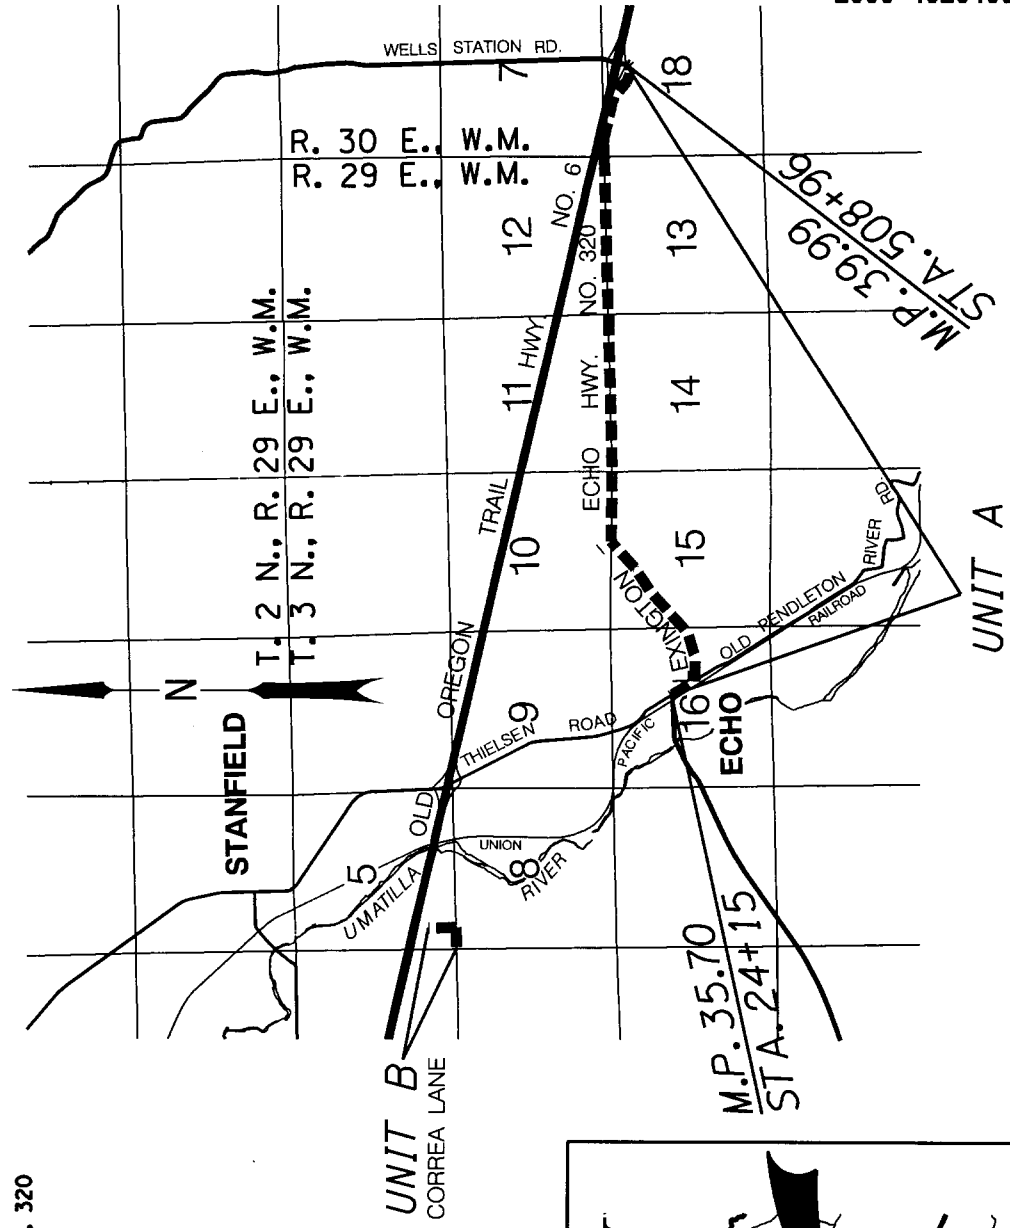 . 320
WELLS STATION RD.
7
18
R. 30 E., W.M.
R. 29 E., W.M.
12
NO. 6
13
NO. 320
T. 2 N., R. 29 E., W.M.
T. 3 N., R. 29 E., W.M.
M.P. 39.99
STA. 508+96
11
HWY.
HWY.
14
ECHO
TRAIL
10
15
LEXINGTON
RIVER RD.
OLD PENDLETON
RAILROAD
UNIT A
N
OREGON
9
THIELSEN ROAD
PACIFIC
16
ECHO
STANFIELD
OLD
5
UNION
8
UMATILLA
RIVER
M.P. 35.70
STA. 24+15
UNIT B
CORREA LANE